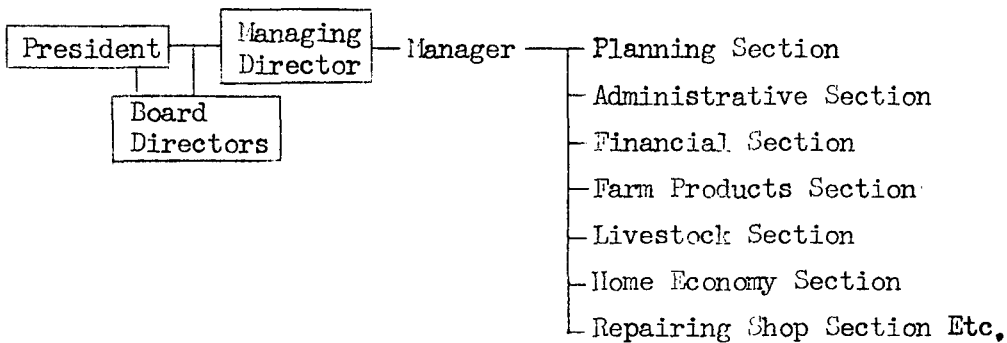 President
Managing
Director
Manager
Board
Directors
Planning Section
Administrative Section
Financial Section
Farm Products Section
Livestock Section
Home Economy Section
Repairing Shop Section Etc.